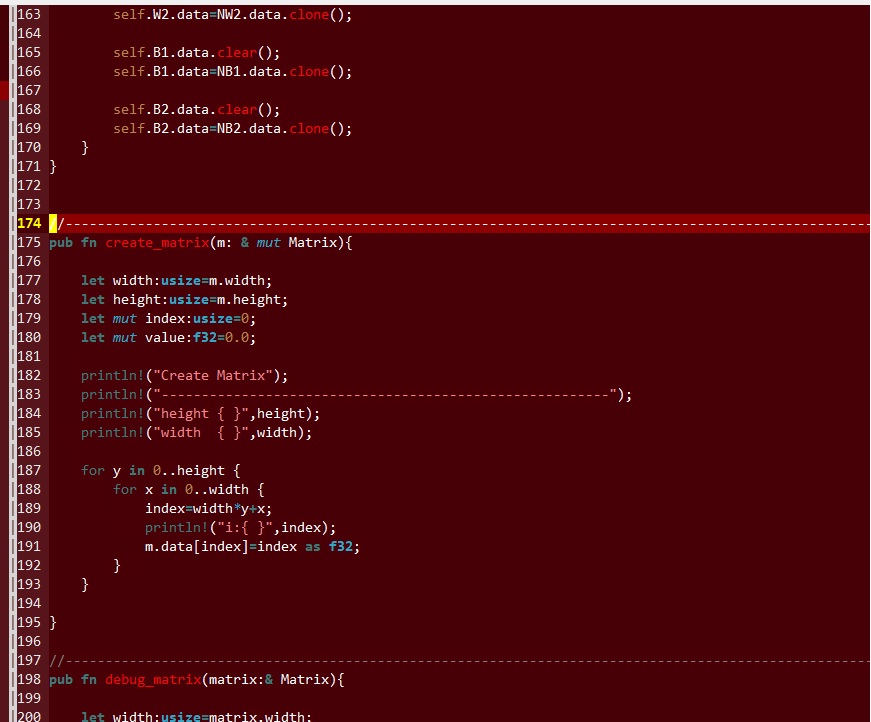 163         self.W2.data=NW2.data.clone();
164
165         self.B1.data.clear();
166         self.B1.data=NB1.data.clone();
167
168         self.B2.data.clear();
169         self.B2.data=NB2.data.clone();
170     }
171 }
172
173
174 //----------------------------------------------------------------------------------------------------
175 pub fn create_matrix(m: & mut Matrix){
176
177     let width:usize=m.width;
178     let height:usize=m.height;
179     let mut index:usize=0;
180     let mut value:f32=0.0;
181
182     println!("Create Matrix");
183     println!("--------------------------------------------------------");
184     println!("height { }",height);
185     println!("width  { }",width);
186
187     for y in 0..height {
188         for x in 0..width {
189             index=width*y+x;
190             println!("i:{ }",index);
191             m.data[index]=index as f32;
192         }
193     }
194
195 }
196
197 //----------------------------------------------------------------------------------------------------
198 pub fn debug_matrix(matrix:& Matrix){
199
200     let width:usize=matrix.width;